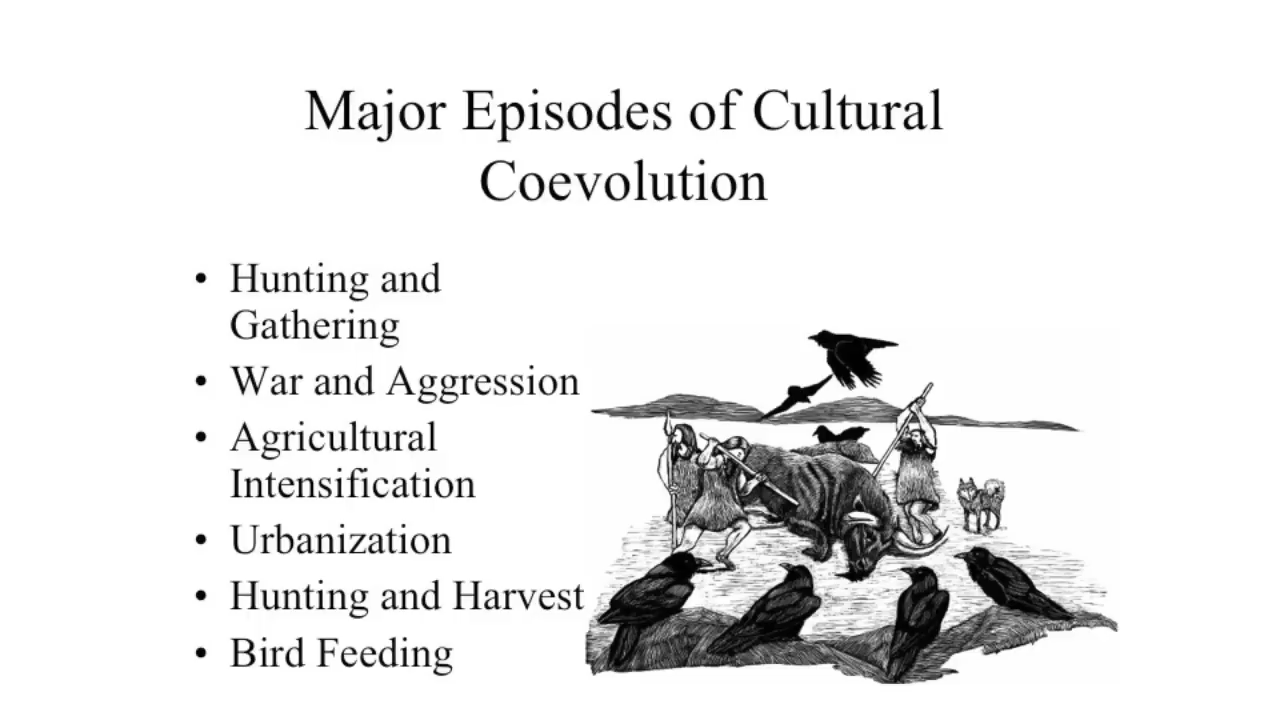 Major Episodes of Cultural
Coevolution
• Hunting and
Gathering
• War and Aggression
• Agricultural
Intensification
• Urbanization
• Hunting and Harvest
• Bird Feeding